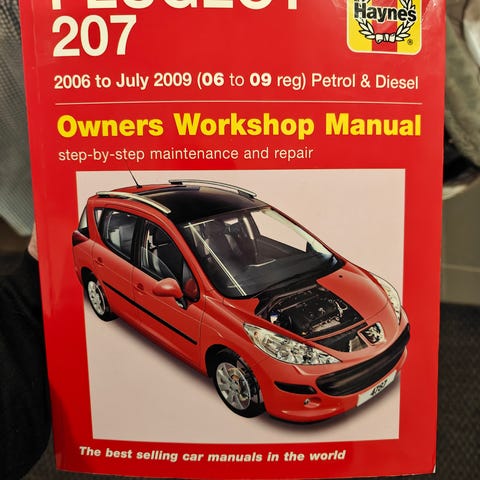 PEUGEOT
207
Haynes
®
2006 to July 2009 (06 to 09 reg) Petrol & Diesel
Owners Workshop Manual
step-by-step maintenance and repair
4787
The best selling car manuals in the world